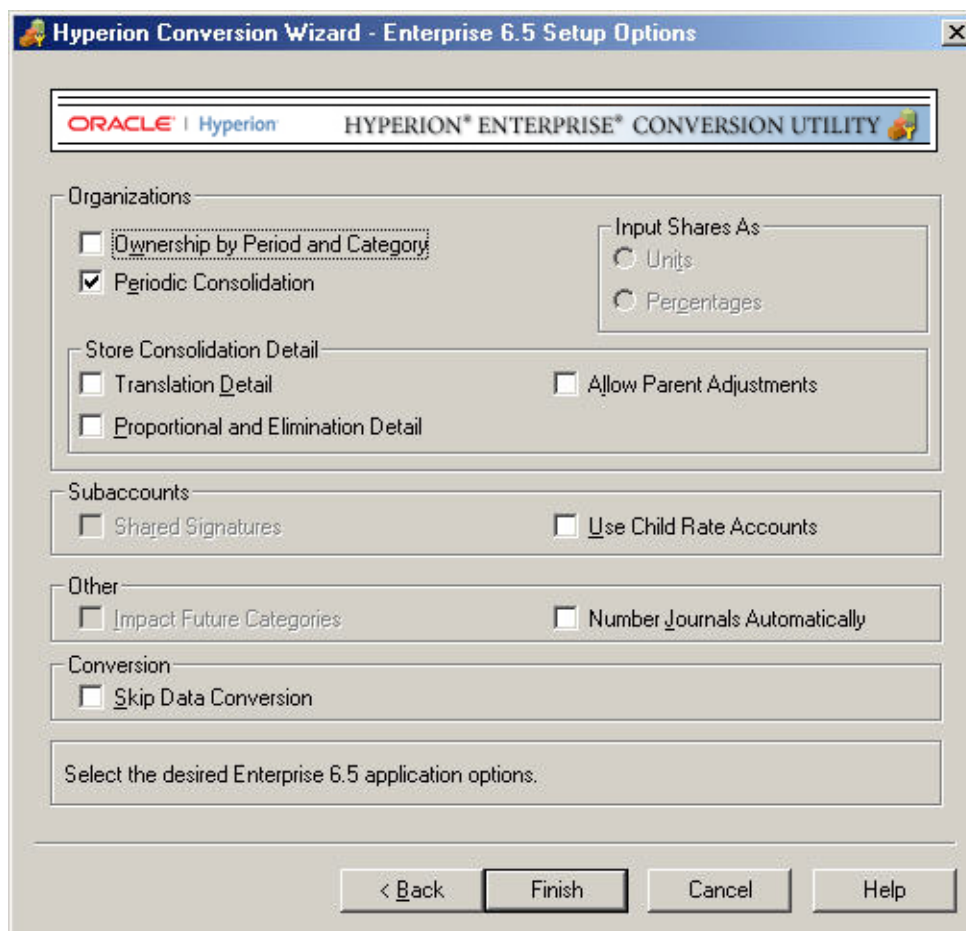 Hyperion Conversion Wizard - Enterprise 6.5 Setup Options
ORACLE | Hyperion HYPERION® ENTERPRISE® CONVERSION UTILITY
Organizations
Ownership by Period and Category
Input Shares As
Units
Periodic Consolidation
Percentages
Store Consolidation Detail
Translation Detail
Allow Parent Adjustments
Proportional and Elimination Detail
Subaccounts
Shared Signatures
Use Child Rate Accounts
Other
Impact Future Categories
Number Journals Automatically
Conversion
Skip Data Conversion
Select the desired Enterprise 6.5 application options.
< Back
Finish
Cancel
Help